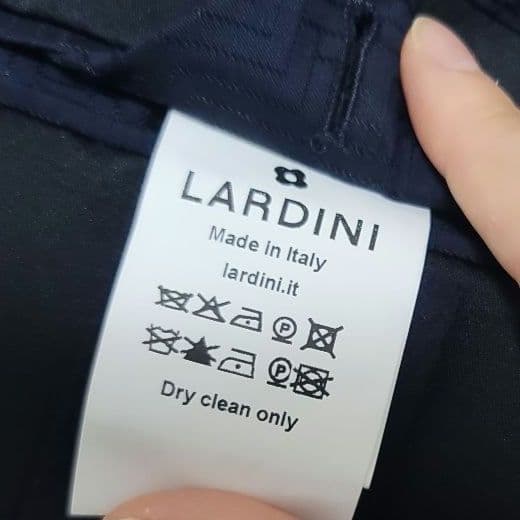 LARDINI
Made in Italy
lardini.it
P
P
Dry clean only